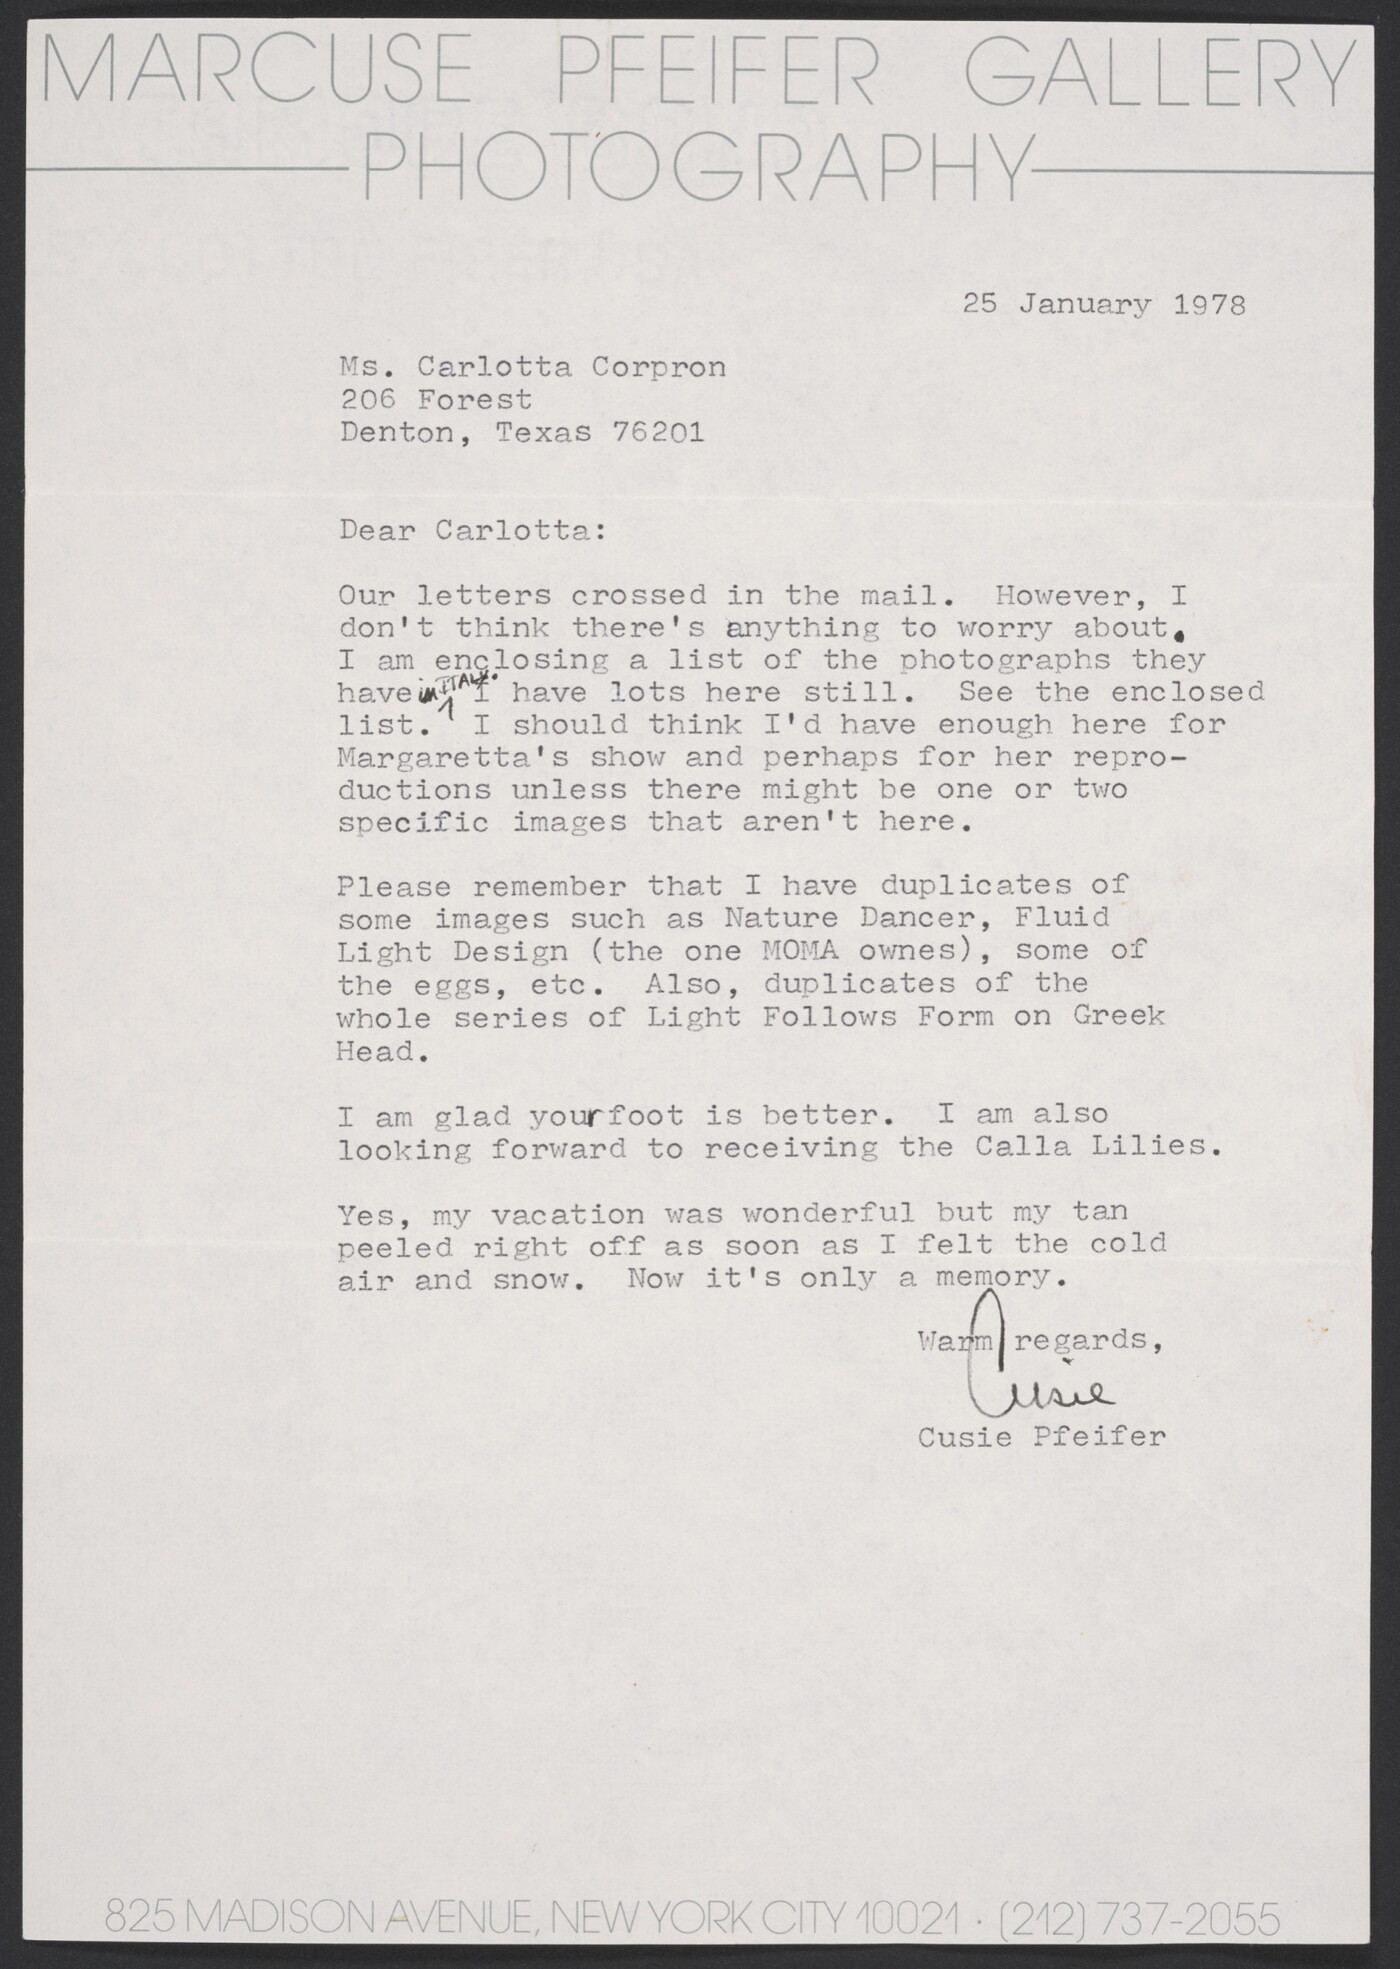 MARCUSE PFEIFER GALLERY
PHOTOGRAPHY
25 January 1978
Ms. Carlotta Corpron
206 Forest
Denton, Texas 76201
Dear Carlotta:
Our letters crossed in the mail. However, I
don't think there's anything to worry about.
I am enclosing a list of the photographs they
have in ITALY. I have lots here still. See the enclosed
list. I should think I'd have enough here for
Margaretta's show and perhaps for her repro-
ductions unless there might be one or two
specific images that aren't here.
Please remember that I have duplicates of
some images such as Nature Dancer, Fluid
Light Design (the one MOMA ownes), some of
the eggs, etc. Also, duplicates of the
whole series of Light Follows Form on Greek
Head.
I am glad your foot is better. I am also
looking forward to receiving the Calla Lilies.
Yes, my vacation was wonderful but my tan
peeled right off as soon as I felt the cold
air and snow. Now it's only a memory.
Warm regards,
Cusie
Cusie Pfeifer
825 MADISON AVENUE, NEW YORK CITY 10021 · (212) 737-2055